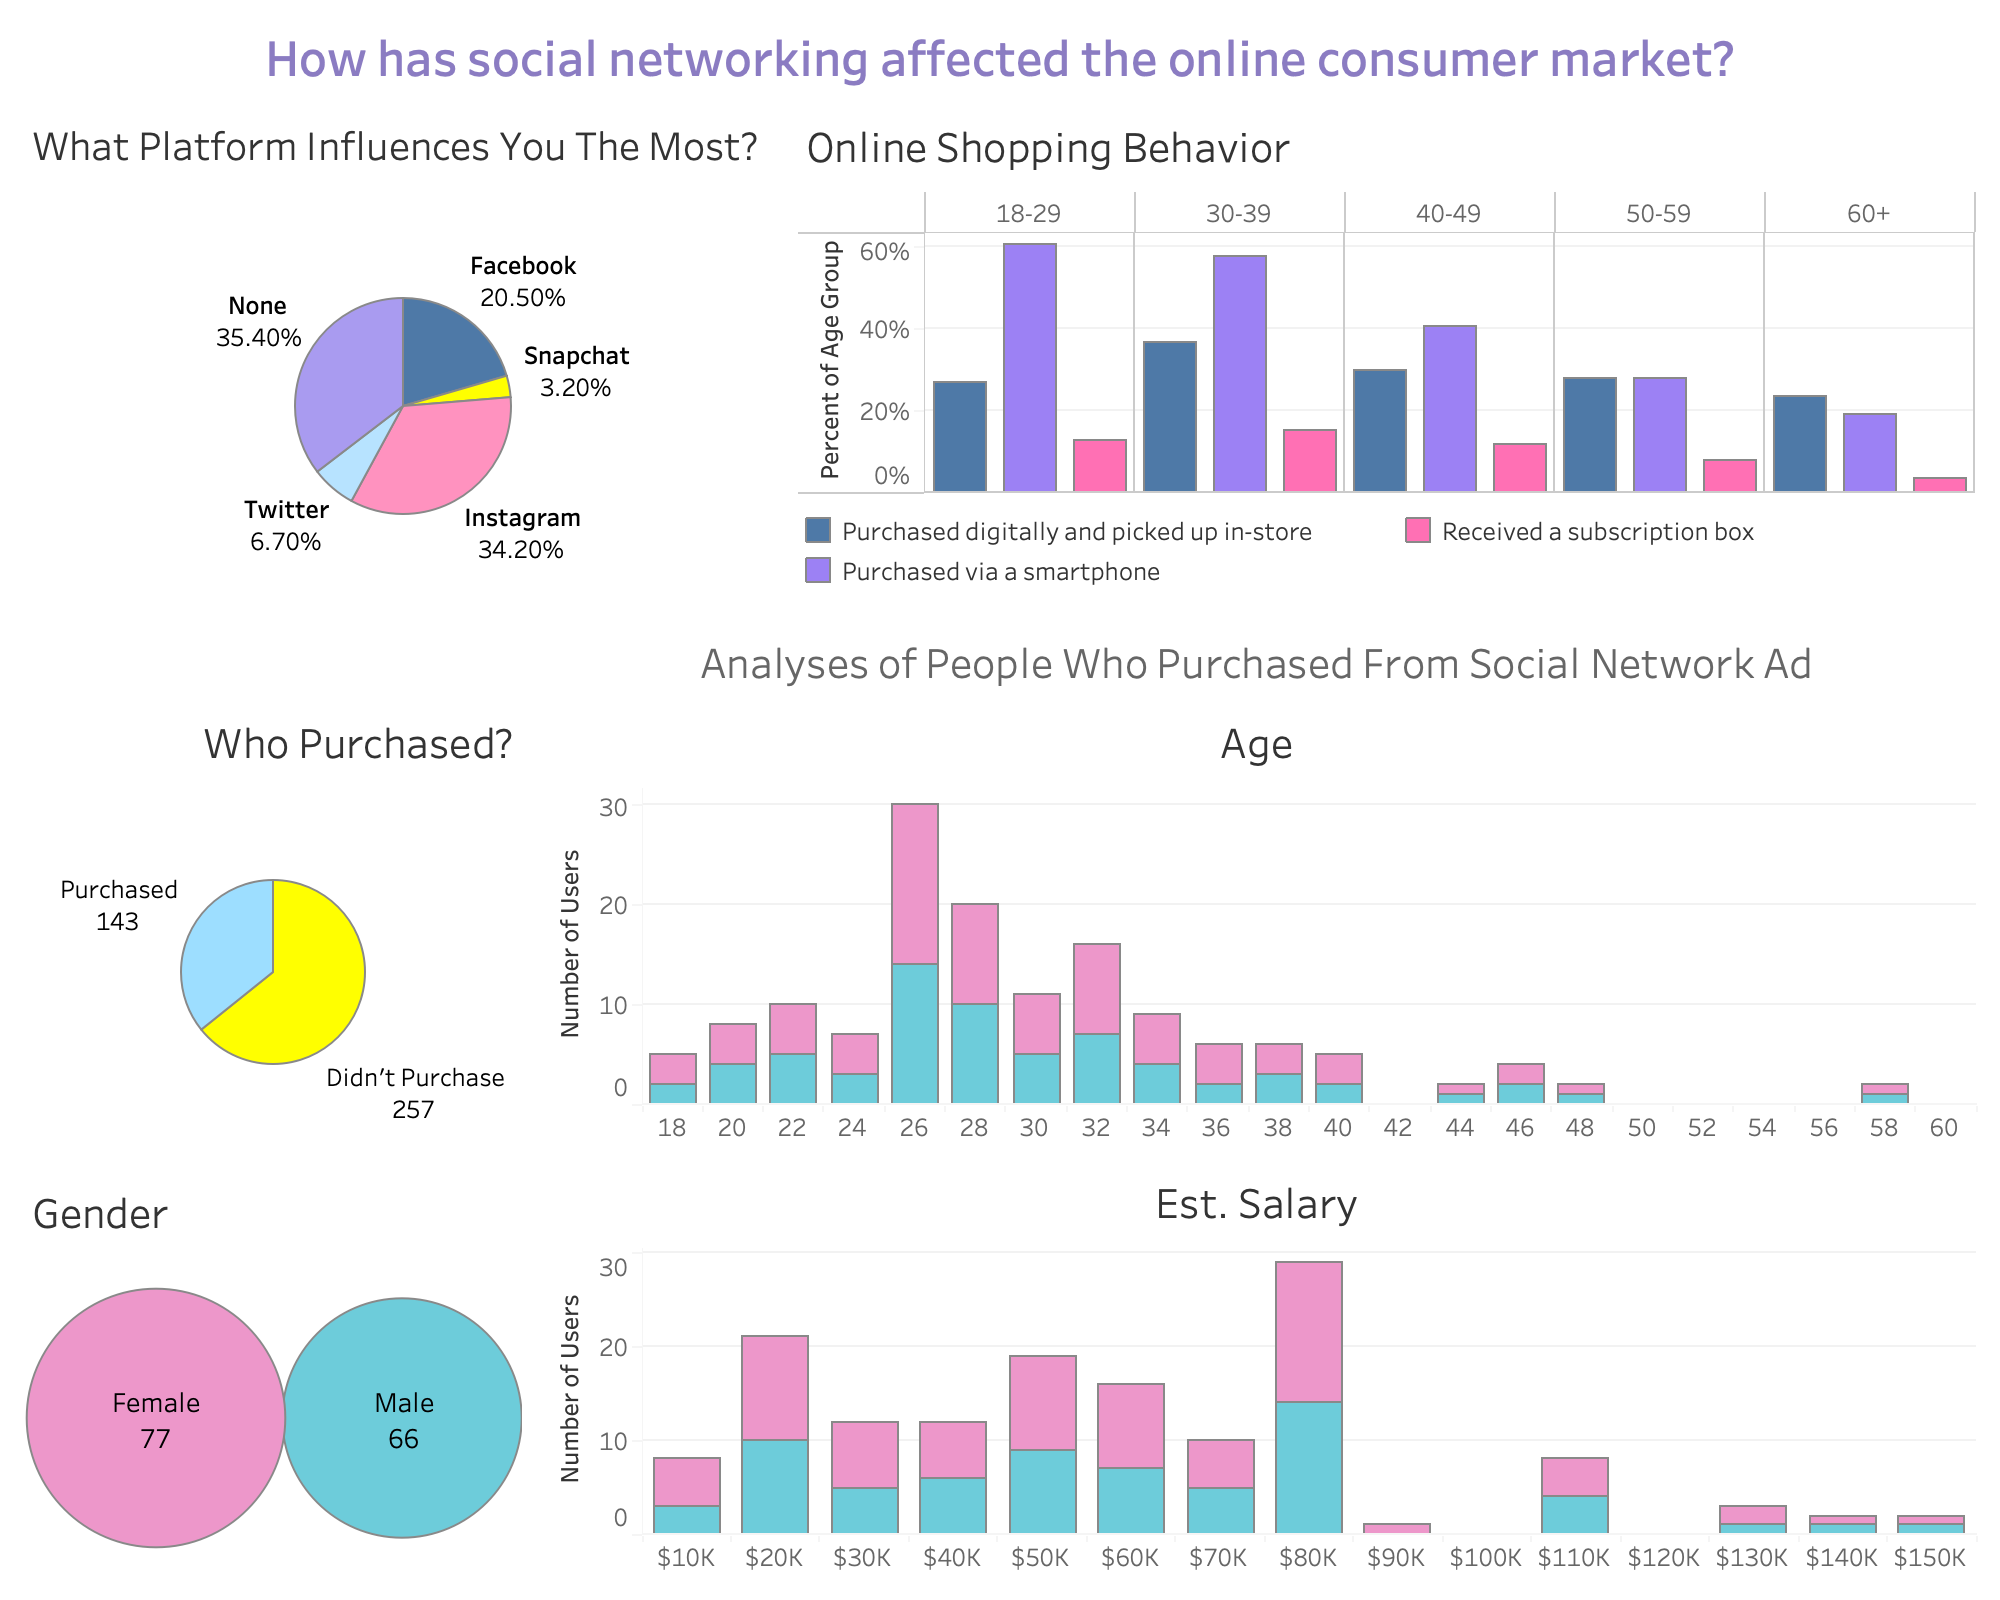 How has social networking affected the online consumer market?
What Platform Influences You The Most?
Facebook
20.50%
None
35.40%
Snapchat
3.20%
Twitter
6.70%
Instagram
34.20%
Online Shopping Behavior
18-29 30-39 40-49 50-59 60+
Percent of Age Group
60%
40%
20%
0%
Purchased digitally and picked up in-store
Received a subscription box
Purchased via a smartphone
Analyses of People Who Purchased From Social Network Ad
Who Purchased?
Purchased
143
Didn't Purchase
257
Age
Number of Users
30
20
10
0
18 20 22 24 26 28 30 32 34 36 38 40 42 44 46 48 50 52 54 56 58 60
Gender
Female
77
Male
66
Est. Salary
Number of Users
30
20
10
0
$10K $20K $30K $40K $50K $60K $70K $80K $90K $100K $110K $120K $130K $140K $150K